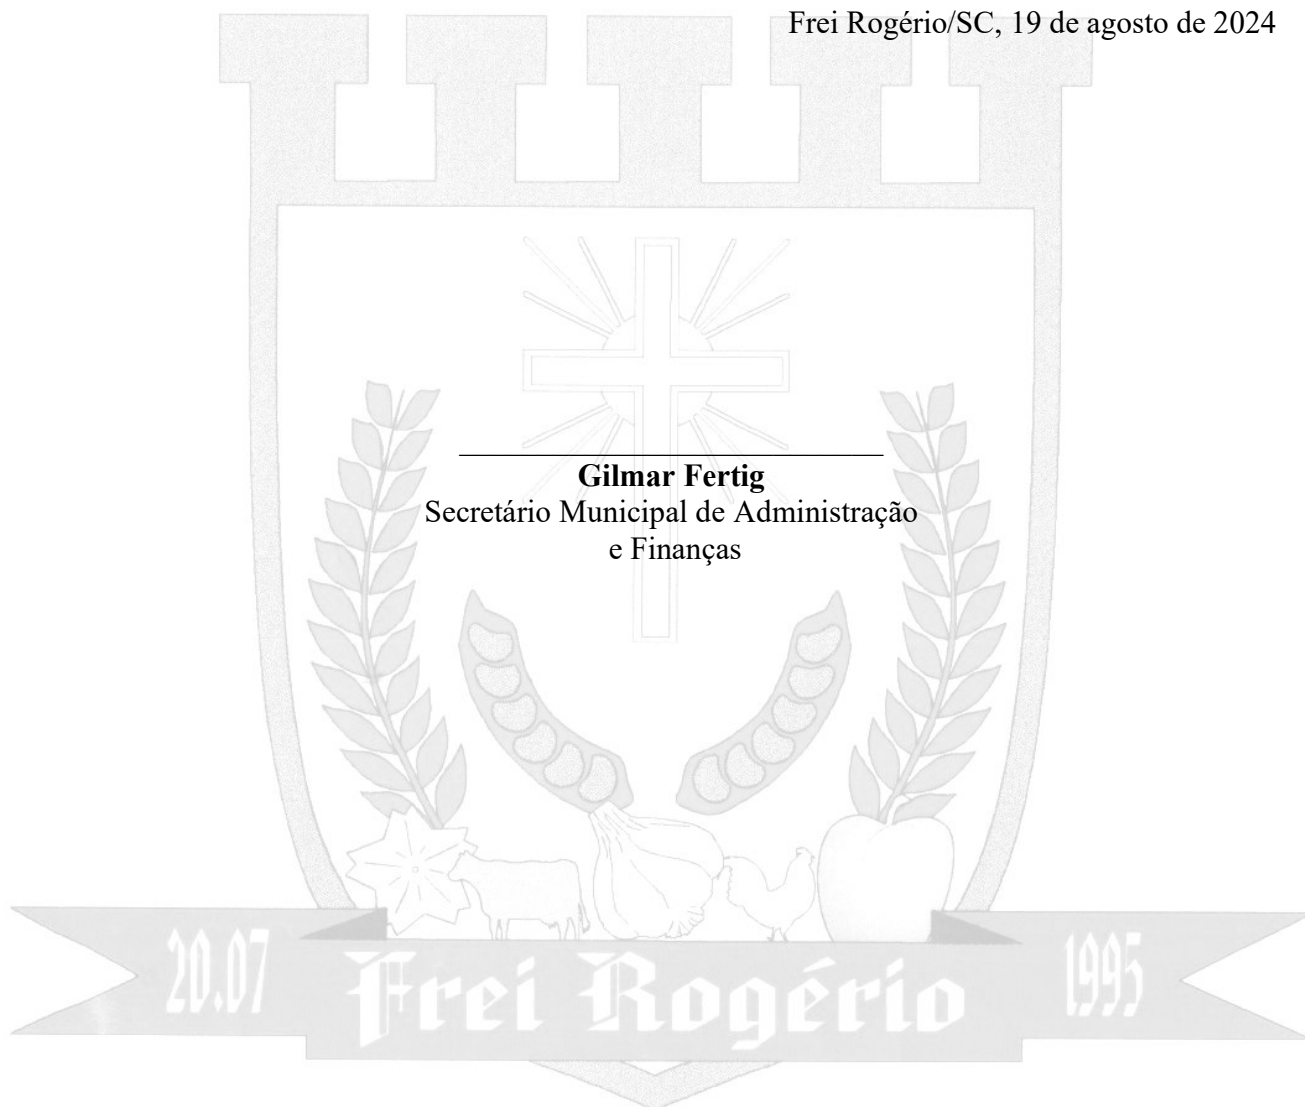 Frei Rogério/SC, 19 de agosto de 2024
Gilmar Fertig
Secretário Municipal de Administração
e Finanças
20.07 Frei Rogério 1995